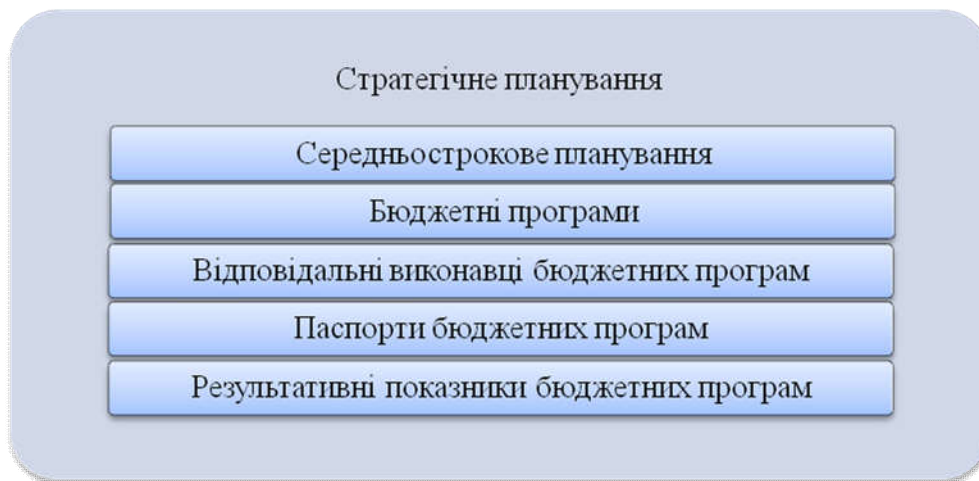 Стратегічне планування
Середньострокове планування
Бюджетні програми
Відповідальні виконавці бюджетних програм
Паспорти бюджетних програм
Результативні показники бюджетних програм